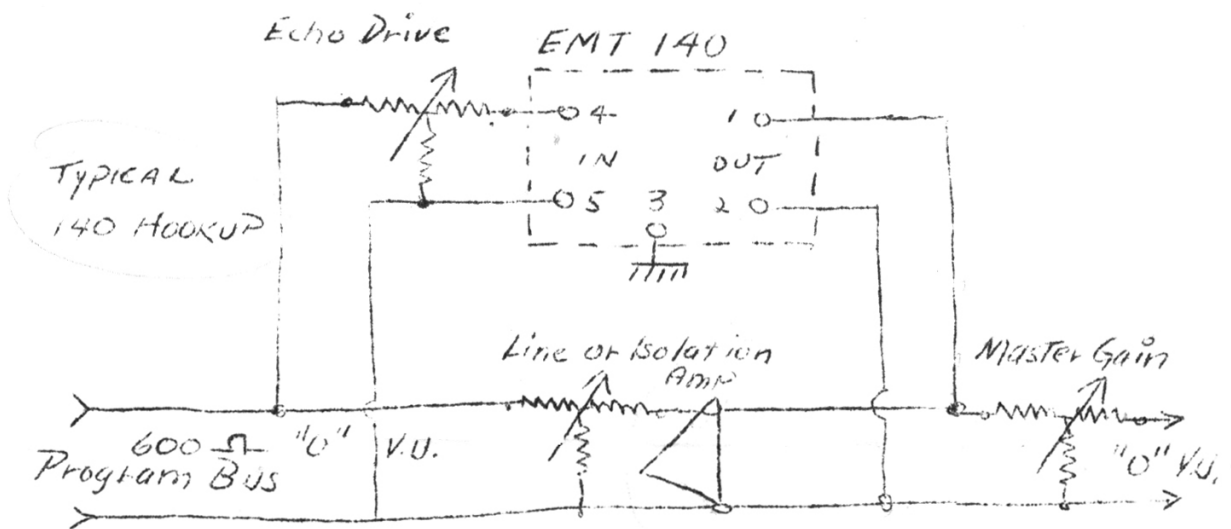 Echo Drive
EMT 140
4
1
IN
OUT
5
3
2
TYPICAL
140 HOOKUP
Line or Isolation
Amp
Master Gain
600 Ω "0" V.U.
Program Bus
"0" V.U.